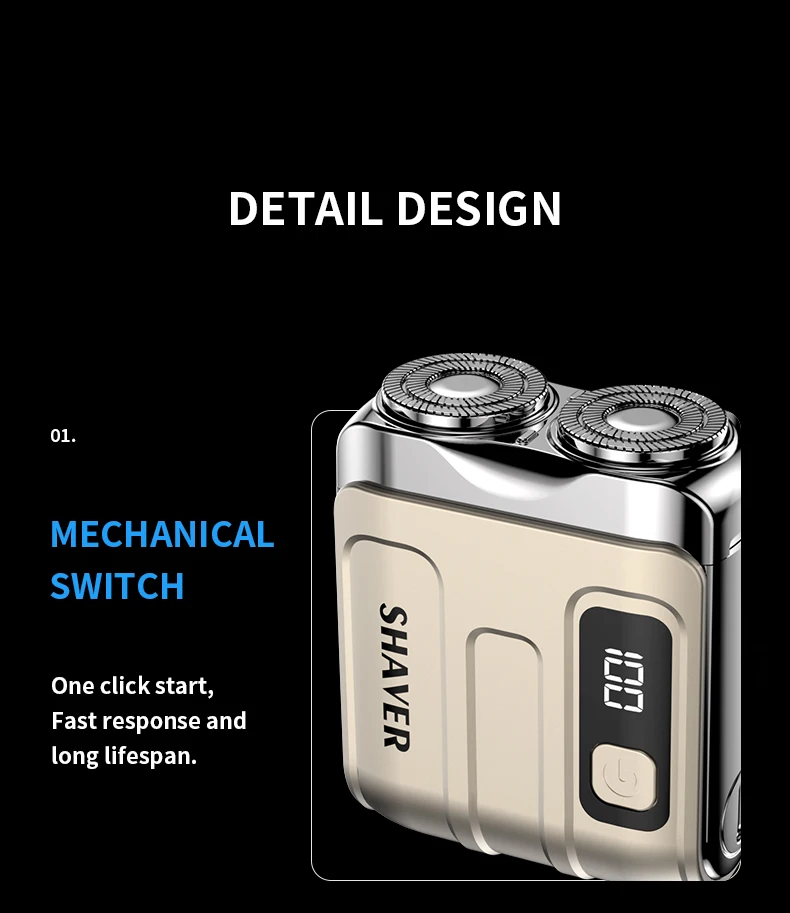 DETAIL DESIGN
01.
MECHANICAL
SWITCH
One click start,
Fast response and
long lifespan.
SHAVER
100